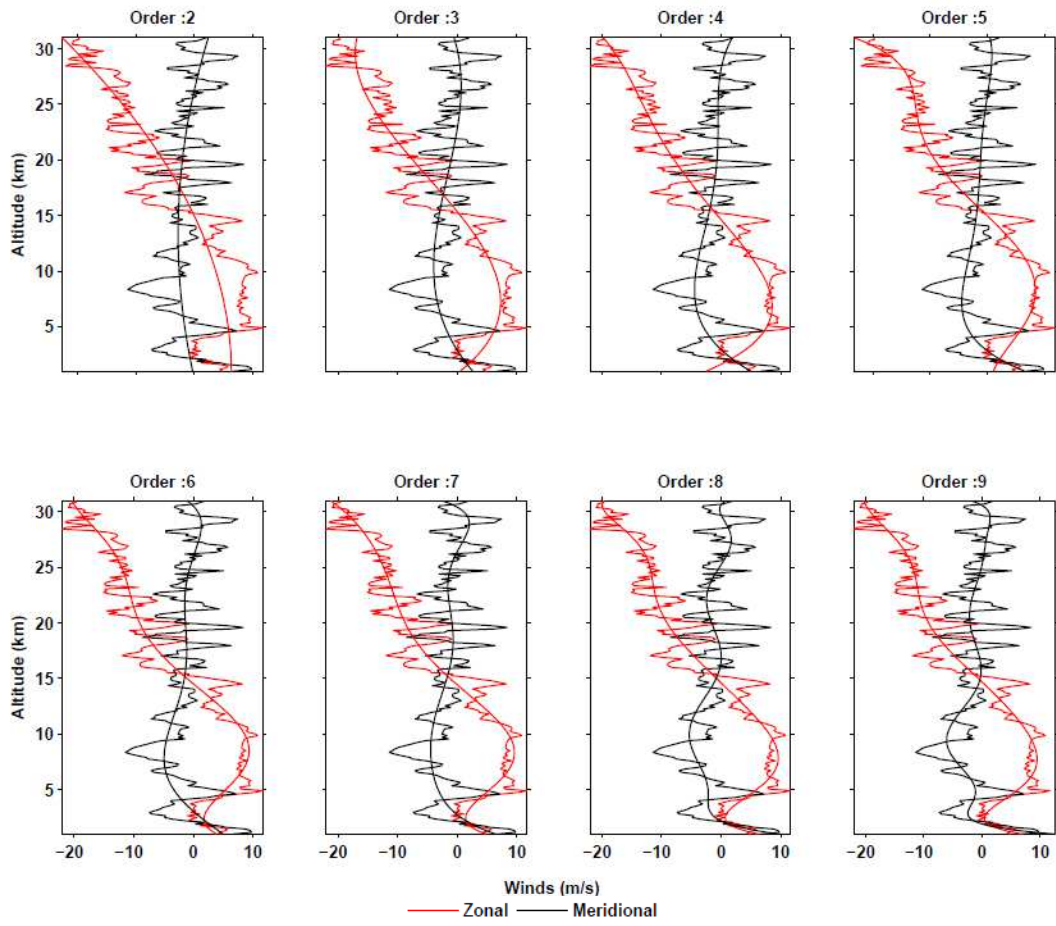 Order :2 Order :3 Order :4 Order :5
30
25
20
15
10
5
Altitude (km)
Order :6 Order :7 Order :8 Order :9
30
25
20
15
10
5
Altitude (km)
−20 −10 0 10 −20 −10 0 10 −20 −10 0 10 −20 −10 0 10
Winds (m/s)
Zonal Meridional